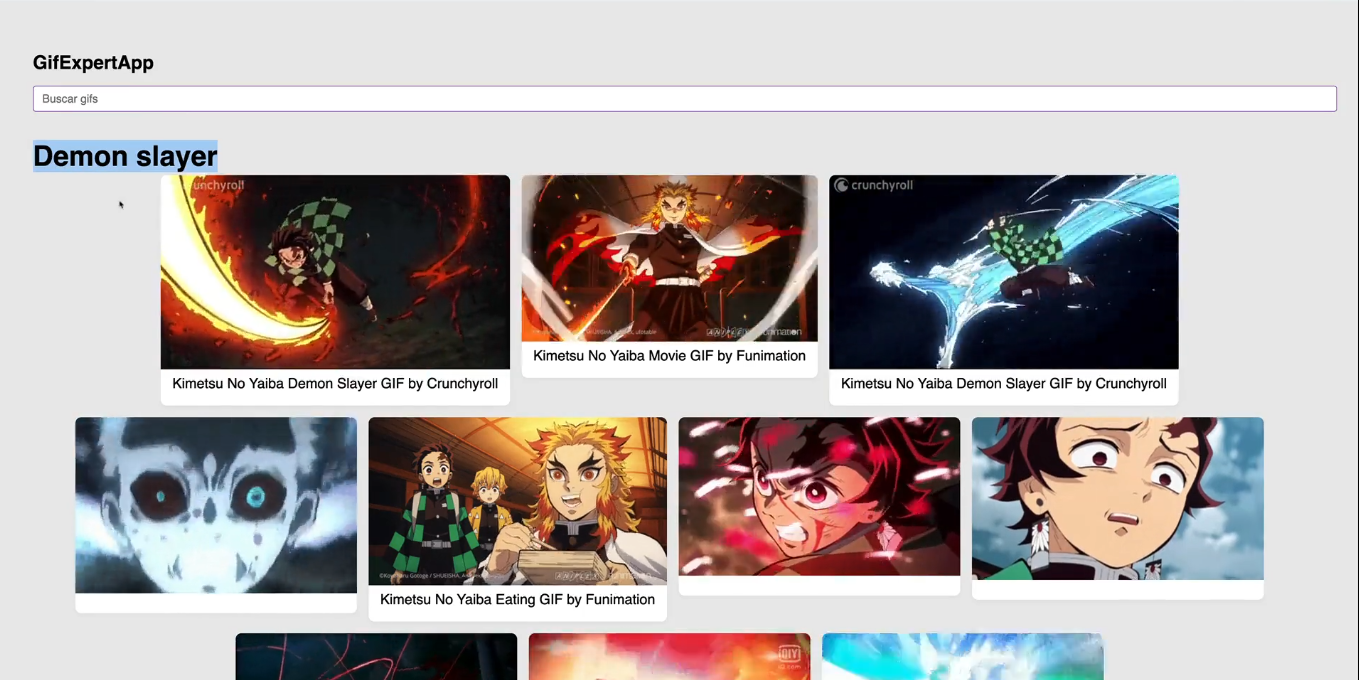 GifExpertApp
Buscar gifs
Demon slayer
unchyroll
crunchyroll
Kimetsu No Yaiba Movie GIF by Funimation
Kimetsu No Yaiba Demon Slayer GIF by Crunchyroll
Kimetsu No Yaiba Demon Slayer GIF by Crunchyroll
Kimetsu No Yaiba Eating GIF by Funimation